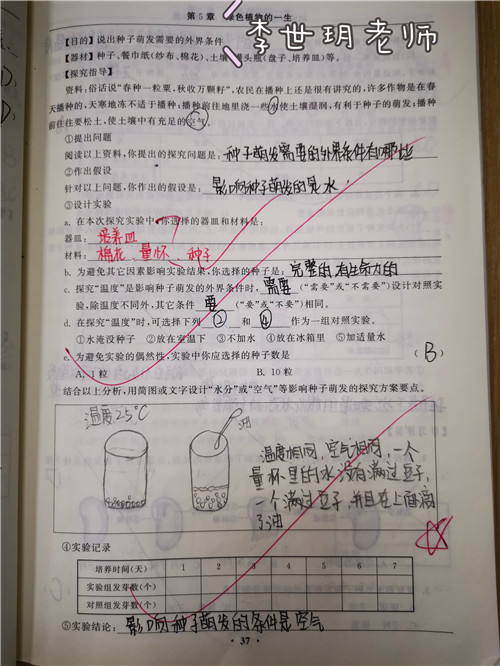 第5章 绿色植物的一生
李世玥老师
【目的】说出种子萌发需要的外界条件
【器材】种子、餐巾纸(纱布、棉花)、土壤、罐头瓶(盘子、培养皿)等。
【探究指导】
资料:俗话说“春种一粒粟,秋收万颗籽”,农民在播种上还是很有讲究的,许多作物是在春
天播种的,天寒地冻不适于播种;播种前往地里浇一些水使土壤湿润,有利于种子的萌发;播种
前往往要松土,使土壤中有充足的空气。
①提出问题
阅读以上资料,你提出的探究问题是:种子萌发需要的外界条件有哪些
②作出假设
针对以上问题,你作出的假设是:影响种子萌发的是水
③设计实验
a. 在本次探究实验中,你选择的器皿和材料是:
器皿:培养皿
材料:棉花、量杯、种子
b. 为避免其它因素影响实验结果,你选择的种子是:完整的,有生命力的
c. 探究“温度”是影响种子萌发的外界条件时,需要(“需要”或“不需要”)设计对照实
验,除温度不同外,其它条件 要 (“要”或“不要”)相同。
d. 在探究“温度”时,可选择下列 ② 和 ④ 作为一组对照实验。
①水淹没种子 ②放在室温下 ③不加水 ④放在冰箱里 ⑤加适量水
e. 为避免实验的偶然性,实验中你应选择的种子数是 ( B )
A. 1粒 B. 10粒
结合以上分析,用简图或文字设计“水分”或“空气”等影响种子萌发的探究方案要点。
温度25℃
油
温度相同,空气相同,一个
量杯里的水没有满过豆子,
一个满过豆子,并且在上面滴
了油
④实验记录
培养时间(天) 1 2 3 4 5 6 7
实验组发芽数(个)
对照组发芽数(个)
⑤实验结论:影响种子萌发的条件是空气
· 37 ·